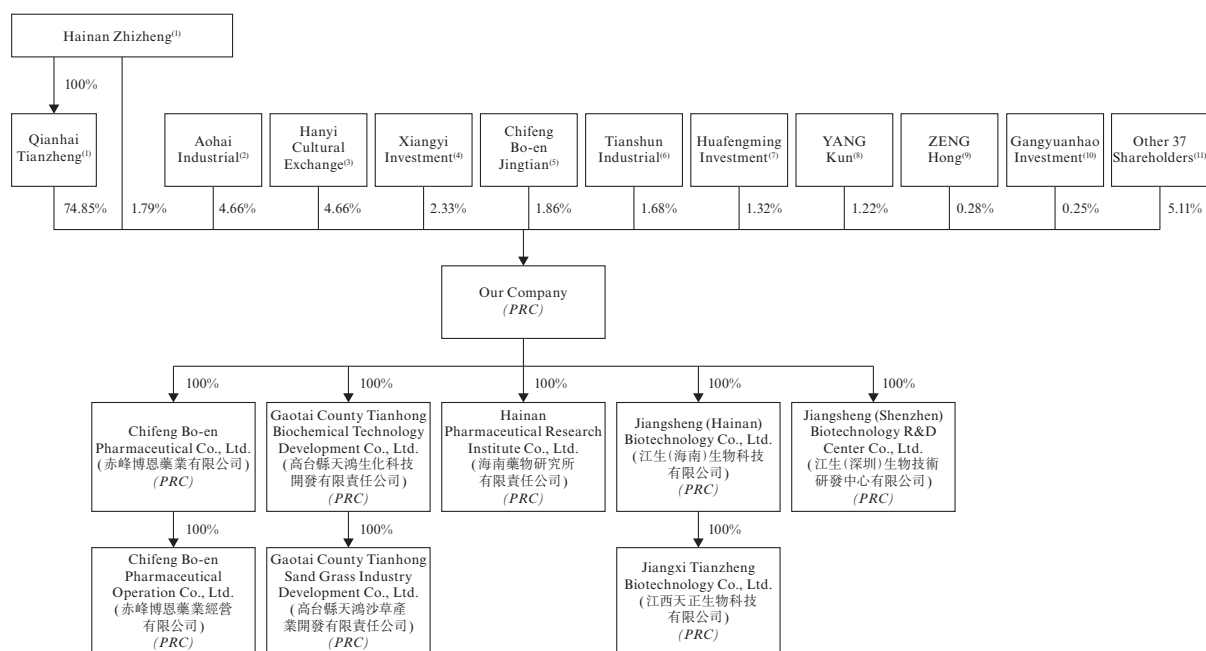 Hainan Zhizheng(1)
100%
Qianhai
Tianzheng(1)
Aohai
Industrial(2)
Hanyi
Cultural
Exchange(3)
Xiangyi
Investment(4)
Chifeng
Bo-en
Jingtian(5)
Tianshun
Industrial(6)
Huafengming
Investment(7)
YANG
Kun(8)
ZENG
Hong(9)
Gangyuanhao
Investment(10)
Other 37
Shareholders(11)
74.85%
1.79%
4.66%
4.66%
2.33%
1.86%
1.68%
1.32%
1.22%
0.28%
0.25%
5.11%
Our Company
(PRC)
100%
100%
100%
100%
100%
Chifeng Bo-en
Pharmaceutical Co., Ltd.
(赤峰博恩藥業有限公司)
(PRC)
Gaotai County Tianhong
Biochemical Technology
Development Co., Ltd.
(高台縣天鴻生化科技
開發有限責任公司)
(PRC)
Hainan
Pharmaceutical Research
Institute Co., Ltd.
(海南藥物研究所
有限責任公司)
(PRC)
Jiangsheng (Hainan)
Biotechnology Co., Ltd.
(江生(海南)生物科技
有限公司)
(PRC)
Jiangsheng (Shenzhen)
Biotechnology R&D
Center Co., Ltd.
(江生(深圳)生物技術
研發中心有限公司)
(PRC)
100%
100%
100%
Chifeng Bo-en
Pharmaceutical
Operation Co., Ltd.
(赤峰博恩藥業經營
有限公司)
(PRC)
Gaotai County Tianhong
Sand Grass Industry
Development Co., Ltd.
(高台縣天鴻沙草產
業開發有限責任公司)
(PRC)
Jiangxi Tianzheng
Biotechnology Co., Ltd.
(江西天正生物科技
有限公司)
(PRC)